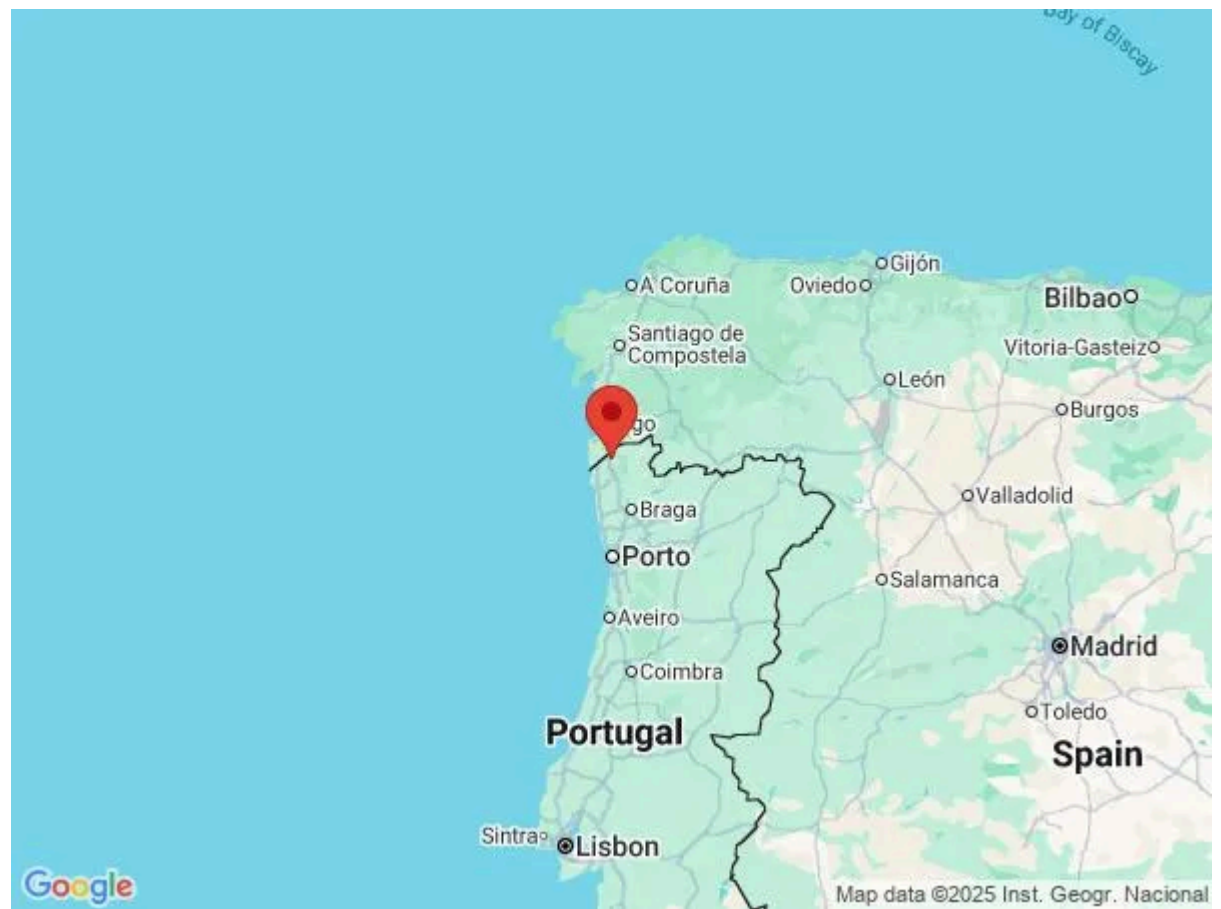 Bay of Biscay
Gijón
A Coruña
Oviedo
Bilbao
Santiago de
Compostela
Vitoria-Gasteiz
León
Burgos
go
Valladolid
Braga
Porto
Salamanca
Aveiro
Madrid
Coimbra
Toledo
Portugal
Spain
Sintra
Lisbon
Google
Map data ©2025 Inst. Geogr. Nacional